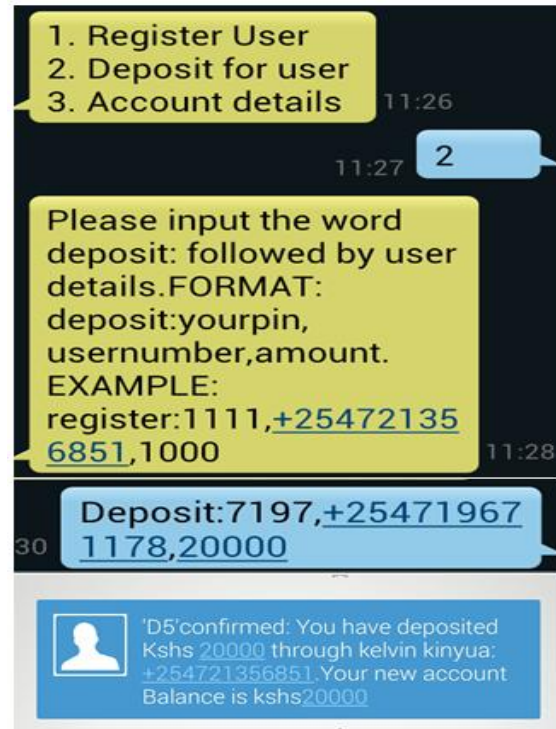 1. Register User
2. Deposit for user
3. Account details
11:26
2
11:27
Please input the word
deposit: followed by user
details.FORMAT:
deposit:yourpin,
usernumber,amount.
EXAMPLE:
register:1111,+25472135
6851,1000
11:28
Deposit:7197,+25471967
1178,20000
30
'D5'confirmed: You have deposited
Kshs 20000 through kelvin kinyua:
+254721356851.Your new account
Balance is kshs20000